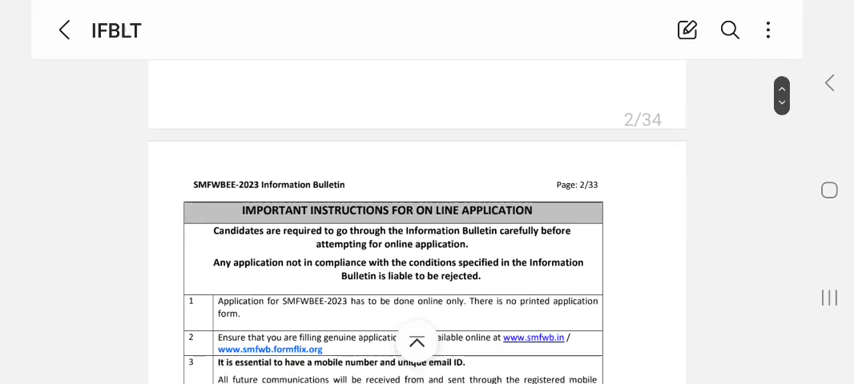 IFBLT
2/34
SMFWBEE-2023 Information Bulletin
Page: 2/33
IMPORTANT INSTRUCTIONS FOR ON LINE APPLICATION
Candidates are required to go through the Information Bulletin carefully before
attempting for online application.
Any application not in compliance with the conditions specified in the Information
Bulletin is liable to be rejected.
1 Application for SMFWBEE-2023 has to be done online only. There is no printed application
form.
2 Ensure that you are filling genuine available online at www.smfwb.in /
www.smfwb.formflix.org
3 It is essential to have a mobile number and unique email ID.
All future communications will be received from and sent through the registered mobile